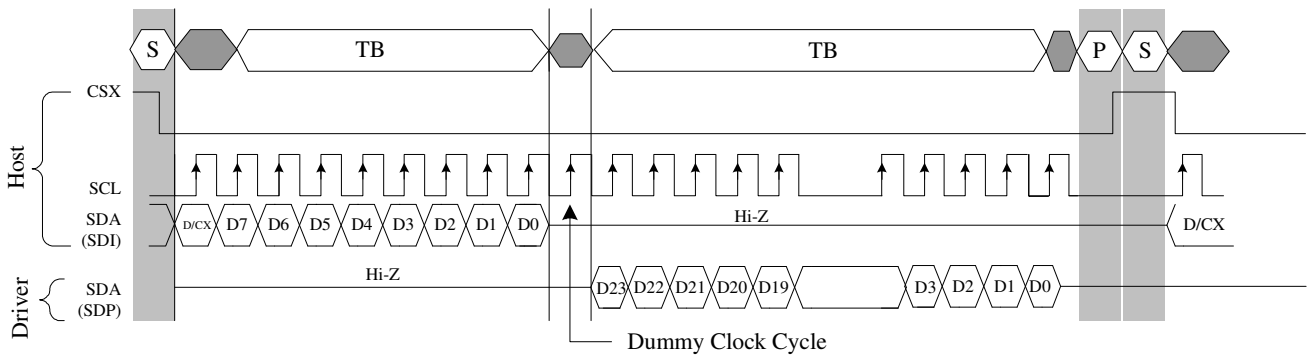 S TB TB P S
Host
CSX
SCL
SDA
(SDI)
D/CX D7 D6 D5 D4 D3 D2 D1 D0 Hi-Z D/CX
Driver
SDA
(SDP)
Hi-Z D23 D22 D21 D20 D19 D3 D2 D1 D0
Dummy Clock Cycle